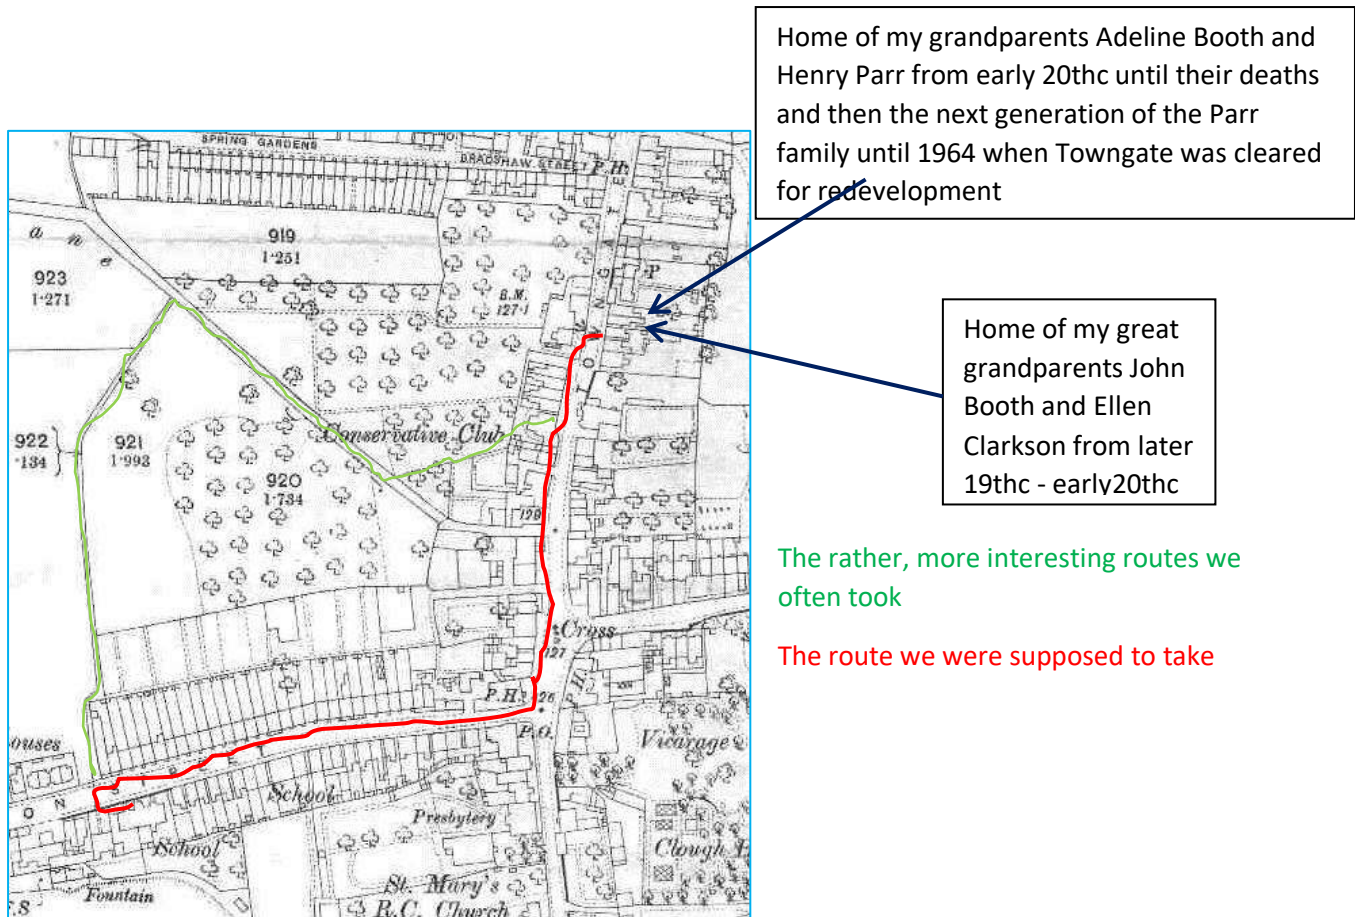 Home of my grandparents Adeline Booth and
Henry Parr from early 20thc until their deaths
and then the next generation of the Parr
family until 1964 when Towngate was cleared
for redevelopment
SPRING GARDENS
BRADSHAW STREET
P.H.
a n e
919
1·251
923
1·271
B.M.
127·1
P
T O W N G A T E
Home of my great
grandparents John
Booth and Ellen
Clarkson from later
19thc - early20thc
Conservative Club
922
·134
921
1·993
920
1·734
129
The rather, more interesting routes we
often took
Cross
127
The route we were supposed to take
P.H.
126
P.H.
P.O.
Vicarage
ouses
O N
S T
School
Presbytery
School
Clough
St. Mary's
R.C. Church
Fountain
F.S